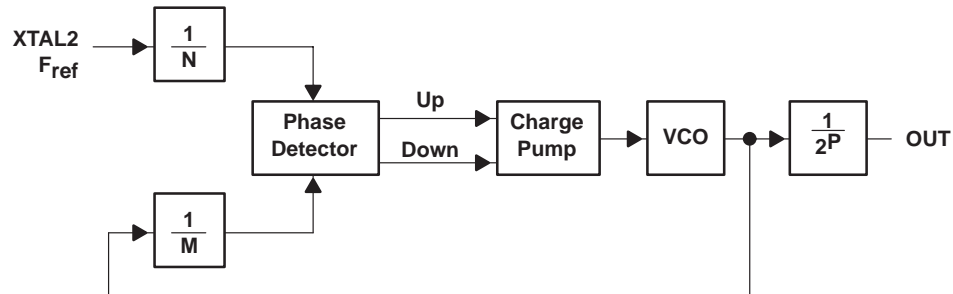 XTAL2
Fref
1
N
Phase
Detector
Up
Down
Charge
Pump
VCO
1
2P
OUT
1
M